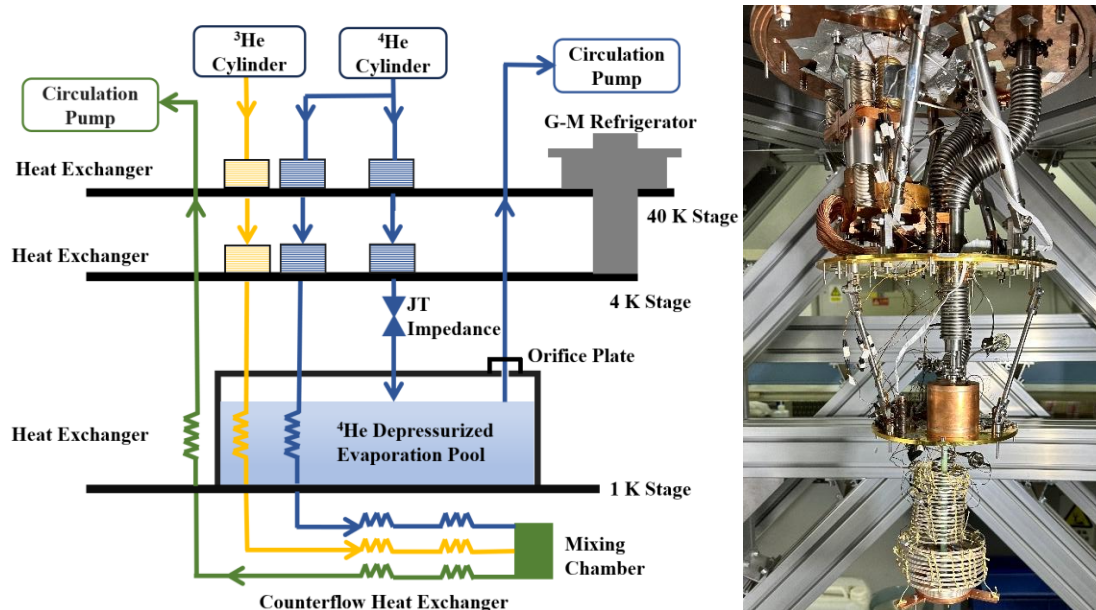 ³He
Cylinder
⁴He
Cylinder
Circulation
Pump
Circulation
Pump
G-M Refrigerator
Heat Exchanger
40 K Stage
Heat Exchanger
4 K Stage
JT
Impedance
Orifice Plate
Heat Exchanger
⁴He Depressurized
Evaporation Pool
1 K Stage
Mixing
Chamber
Counterflow Heat Exchanger